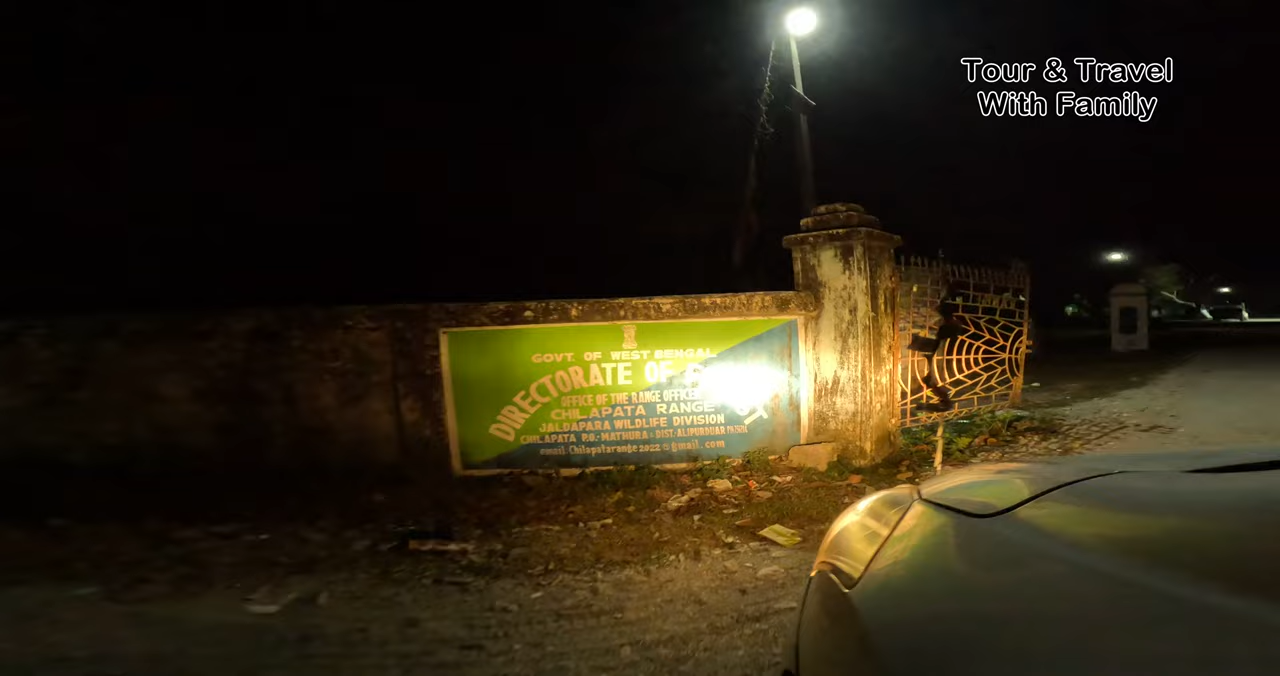 Tour & Travel
With Family
GOVT. OF WEST BENGAL
DIRECTORATE OF
OFFICE OF THE RANGE OFFICER
CHILAPATA RANGE
JALDAPARA WILDLIFE DIVISION
CHILAPATA P.O.- MATHURA : DIST.-ALIPURDUAR
email. Chilapatarange2022@gmail.com